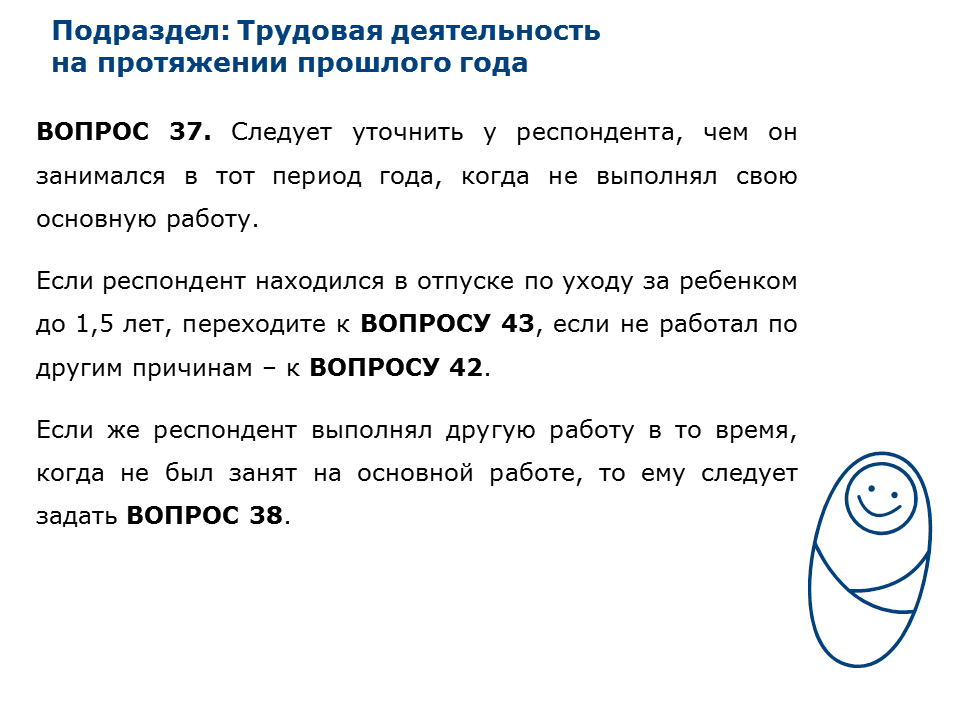 Подраздел: Трудовая деятельность
на протяжении прошлого года
ВОПРОС 37. Следует уточнить у респондента, чем он
занимался в тот период года, когда не выполнял свою
основную работу.
Если респондент находился в отпуске по уходу за ребенком
до 1,5 лет, переходите к ВОПРОСУ 43, если не работал по
другим причинам – к ВОПРОСУ 42.
Если же респондент выполнял другую работу в то время,
когда не был занят на основной работе, то ему следует
задать ВОПРОС 38.